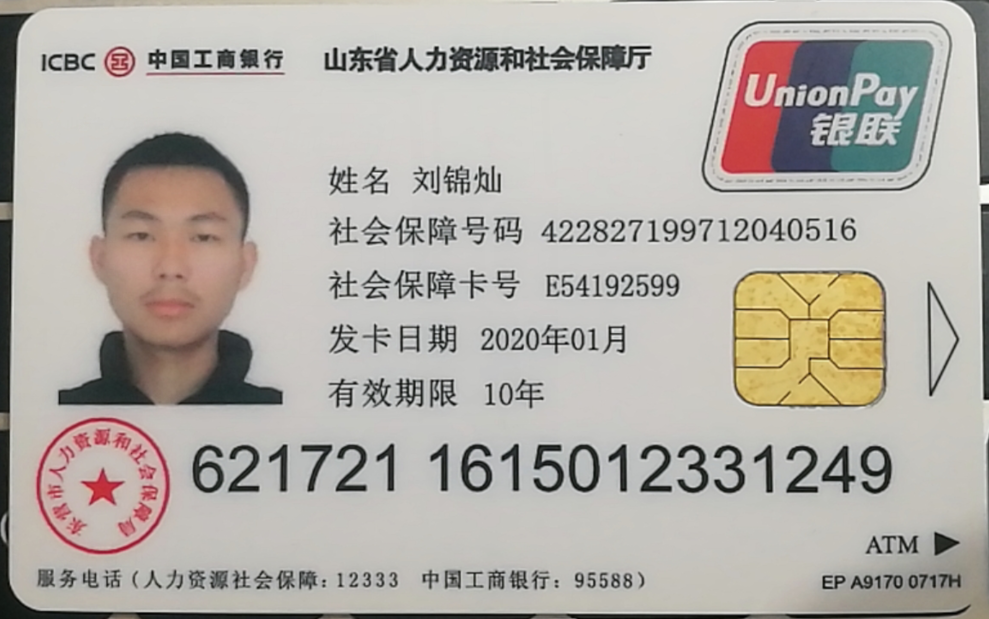 ICBC 中国工商银行 山东省人力资源和社会保障厅
UnionPay
银联
姓名 刘锦灿
社会保障号码 422827199712040516
社会保障卡号 E54192599
发卡日期 2020年01月
有效期限 10年
东营市人力资源和社会保障局
621721 1615012331249
ATM
服务电话(人力资源社会保障:12333 中国工商银行:95588)
EP A9170 0717H